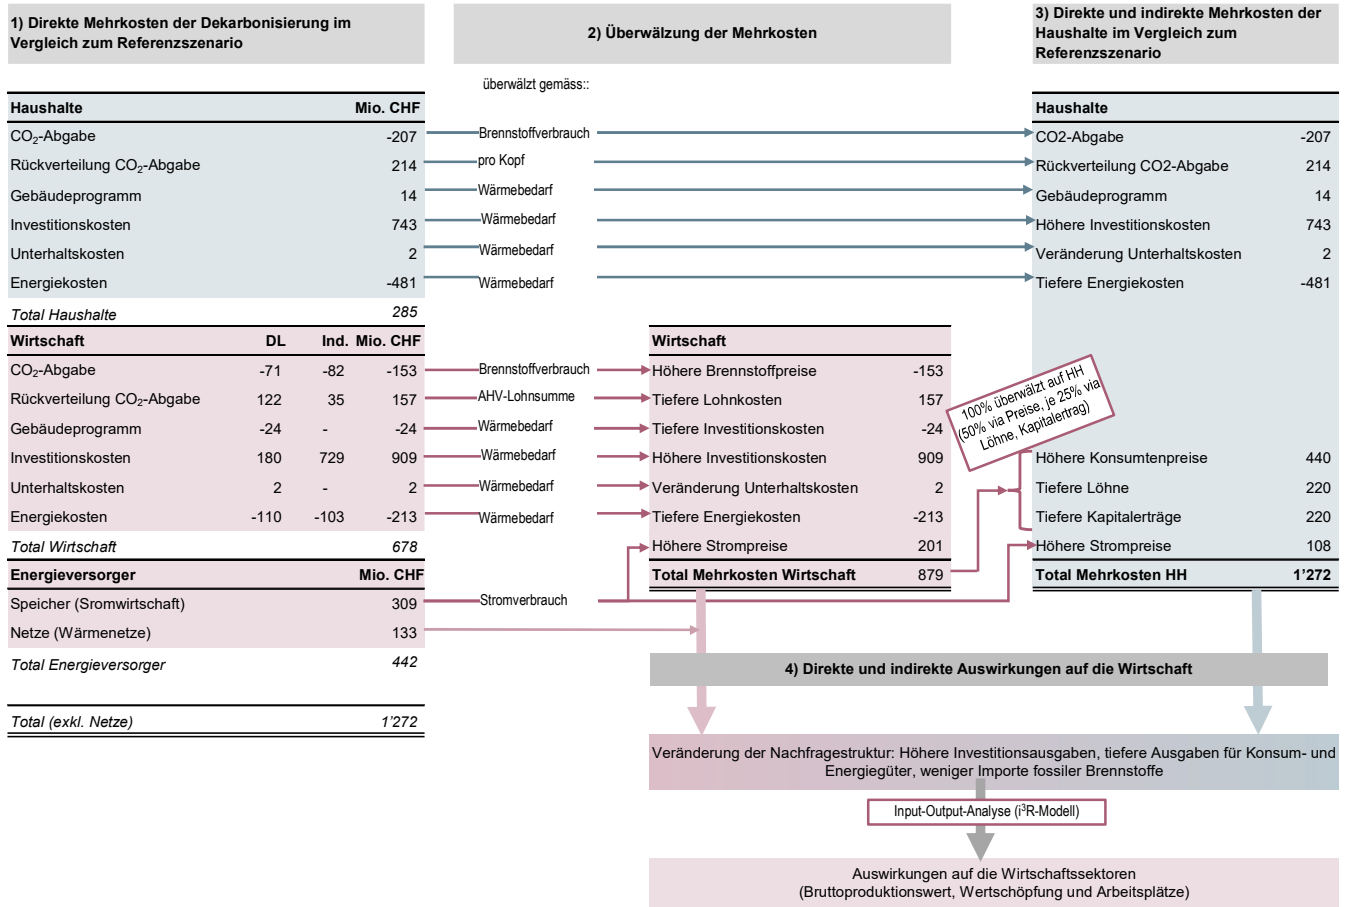 1) Direkte Mehrkosten der Dekarbonisierung im
Vergleich zum Referenzszenario
2) Überwälzung der Mehrkosten
3) Direkte und indirekte Mehrkosten der
Haushalte im Vergleich zum
Referenzszenario
überwälzt gemäss::
Haushalte Mio. CHF
CO₂-Abgabe -207
Rückverteilung CO₂-Abgabe 214
Gebäudeprogramm 14
Investitionskosten 743
Unterhaltskosten 2
Energiekosten -481
Total Haushalte 285
Brennstoffverbrauch
pro Kopf
Wärmebedarf
Wärmebedarf
Wärmebedarf
Wärmebedarf
Haushalte
CO2-Abgabe -207
Rückverteilung CO2-Abgabe 214
Gebäudeprogramm 14
Höhere Investitionskosten 743
Veränderung Unterhaltskosten 2
Tiefere Energiekosten -481
Wirtschaft DL Ind. Mio. CHF
CO₂-Abgabe -71 -82 -153
Rückverteilung CO₂-Abgabe 122 35 157
Gebäudeprogramm -24 - -24
Investitionskosten 180 729 909
Unterhaltskosten 2 - 2
Energiekosten -110 -103 -213
Total Wirtschaft 678
Brennstoffverbrauch
AHV-Lohnsumme
Wärmebedarf
Wärmebedarf
Wärmebedarf
Wärmebedarf
Wirtschaft
Höhere Brennstoffpreise -153
Tiefere Lohnkosten 157
Tiefere Investitionskosten -24
Höhere Investitionskosten 909
Veränderung Unterhaltskosten 2
Tiefere Energiekosten -213
Höhere Strompreise 201
Total Mehrkosten Wirtschaft 879
100% überwälzt auf HH
(50% via Preise, je 25% via
Löhne, Kapitalertrag)
Höhere Konsumtenpreise 440
Tiefere Löhne 220
Tiefere Kapitalerträge 220
Höhere Strompreise 108
Total Mehrkosten HH 1'272
Energieversorger Mio. CHF
Speicher (Sromwirtschaft) 309
Netze (Wärmenetze) 133
Total Energieversorger 442
Stromverbrauch
Total (exkl. Netze) 1'272
4) Direkte und indirekte Auswirkungen auf die Wirtschaft
Veränderung der Nachfragestruktur: Höhere Investitionsausgaben, tiefere Ausgaben für Konsum- und
Energiegüter, weniger Importe fossiler Brennstoffe
Input-Output-Analyse (i³R-Modell)
Auswirkungen auf die Wirtschaftssektoren
(Bruttoproduktionswert, Wertschöpfung und Arbeitsplätze)